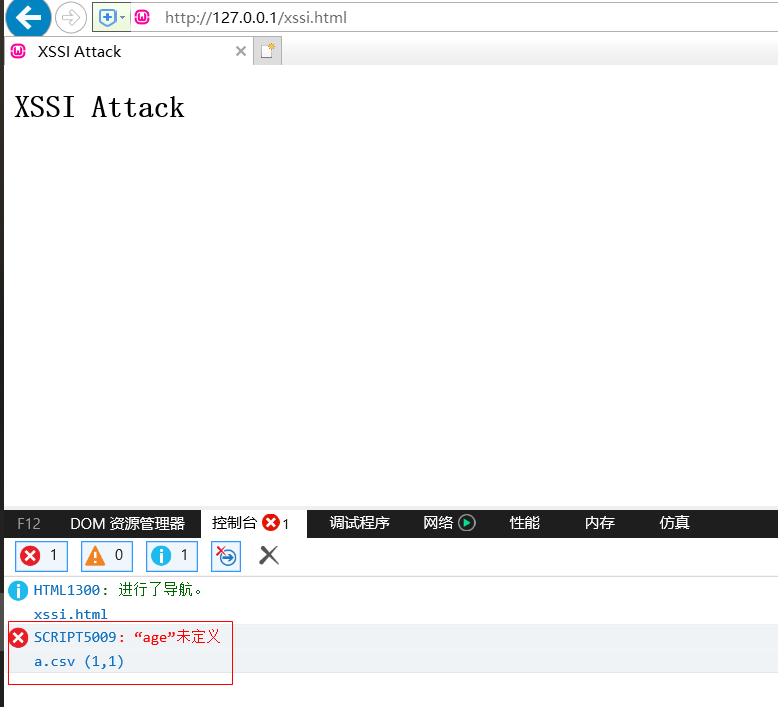 http://127.0.0.1/xssi.html
XSSI Attack
XSSI Attack
F12 DOM 资源管理器 控制台 1 调试程序 网络 性能 内存 仿真
1 0 1
HTML1300: 进行了导航。
xssi.html
SCRIPT5009: “age”未定义
a.csv (1,1)